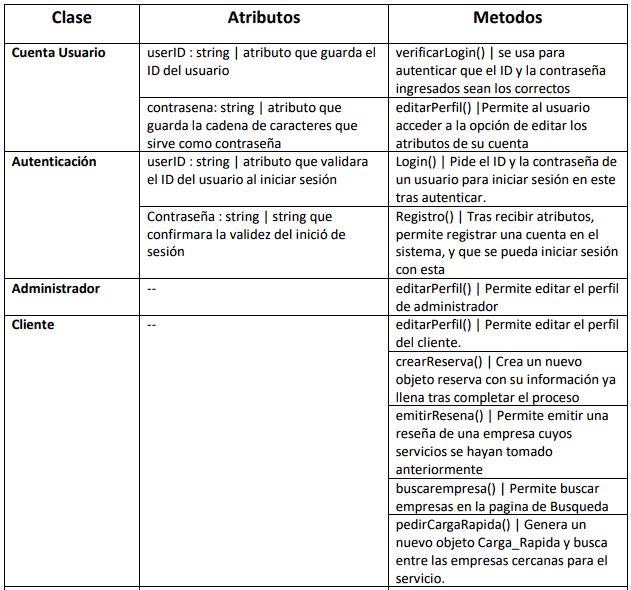 Clase Atributos Metodos
Cuenta Usuario
userID : string | atributo que guarda el
ID del usuario
verificarLogin() | se usa para
autenticar que el ID y la contraseña
ingresados sean los correctos
contrasena: string | atributo que
guarda la cadena de caracteres que
sirve como contraseña
editarPerfil() |Permite al usuario
acceder a la opción de editar los
atributos de su cuenta
Autenticación
userID : string | atributo que validara
el ID del usuario al iniciar sesión
Login() | Pide el ID y la contraseña de
un usuario para iniciar sesión en este
tras autenticar.
Contraseña : string | string que
confirmara la validez del inició de
sesión
Registro() | Tras recibir atributos,
permite registrar una cuenta en el
sistema, y que se pueda iniciar sesión
con esta
Administrador
--
editarPerfil() | Permite editar el perfil
de administrador
Cliente
--
editarPerfil() | Permite editar el perfil
del cliente.
crearReserva() | Crea un nuevo
objeto reserva con su información ya
llena tras completar el proceso
emitirResena() | Permite emitir una
reseña de una empresa cuyos
servicios se hayan tomado
anteriormente
buscarempresa() | Permite buscar
empresas en la pagina de Busqueda
pedirCargaRapida() | Genera un
nuevo objeto Carga_Rapida y busca
entre las empresas cercanas para el
servicio.